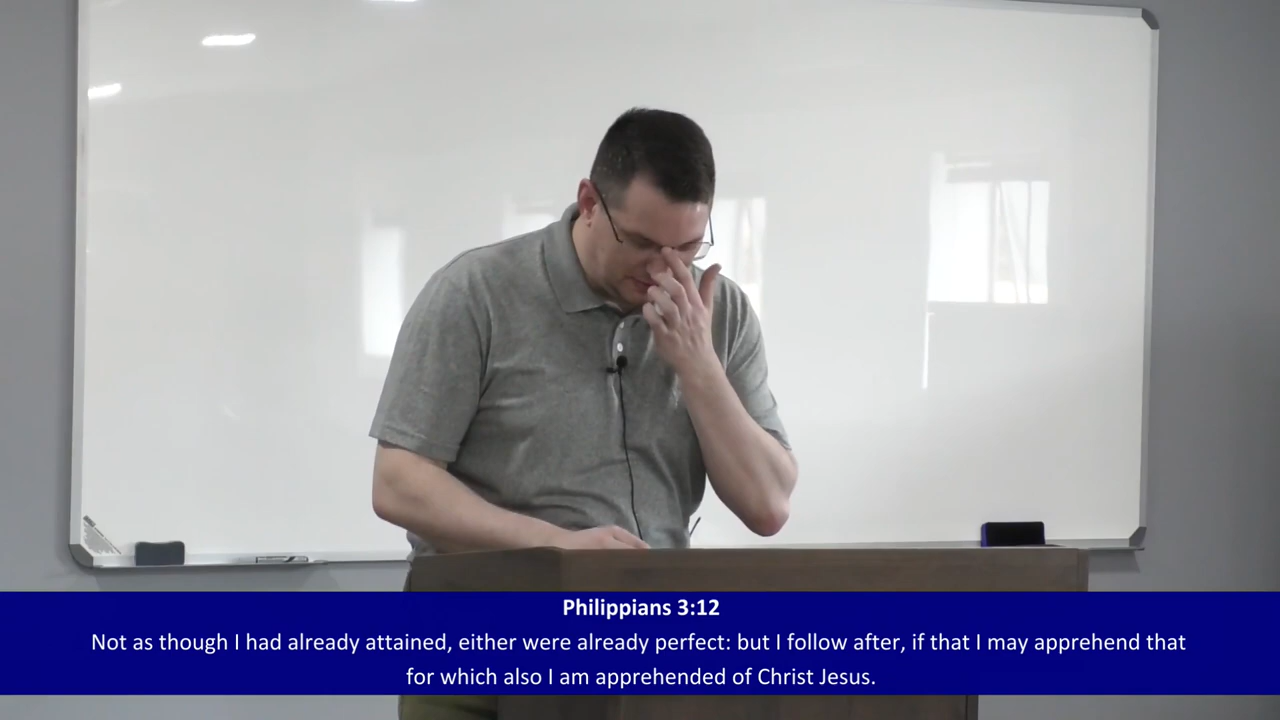 Philippians 3:12
Not as though I had already attained, either were already perfect: but I follow after, if that I may apprehend that
for which also I am apprehended of Christ Jesus.